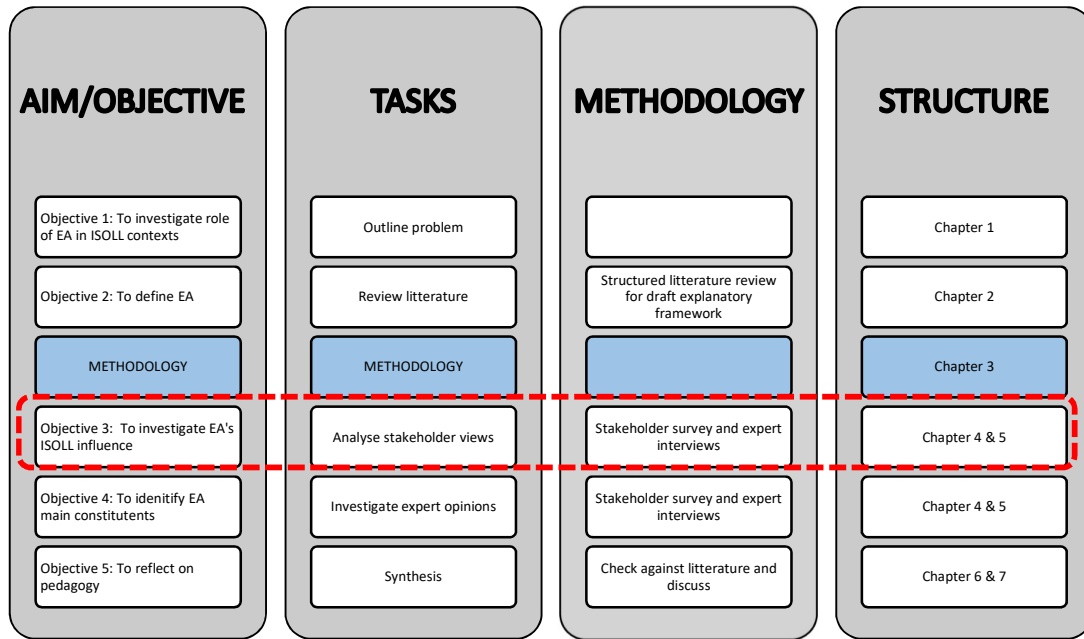 AIM/OBJECTIVE
Objective 1: To investigate role
of EA in ISOLL contexts
Objective 2: To define EA
METHODOLOGY
Objective 3:  To investigate EA's
ISOLL influence
Objective 4: To idenitify EA
main constitutents
Objective 5: To reflect on
pedagogy
TASKS
Outline problem
Review litterature
METHODOLOGY
Analyse stakeholder views
Investigate expert opinions
Synthesis
METHODOLOGY
Structured litterature review
for draft explanatory
framework
Stakeholder survey and expert
interviews
Stakeholder survey and expert
interviews
Check against litterature and
discuss
STRUCTURE
Chapter 1
Chapter 2
Chapter 3
Chapter 4 & 5
Chapter 4 & 5
Chapter 6 & 7